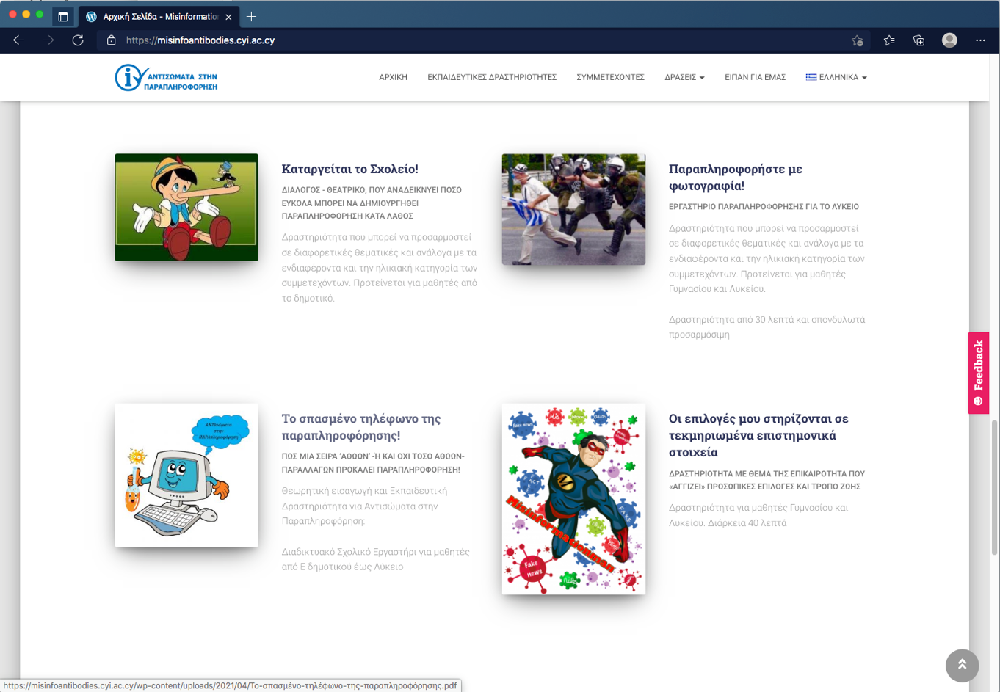 Αρχική Σελίδα - Misinformatio
https://misinfoantibodies.cyi.ac.cy
ΑΝΤΙΣΩΜΑΤΑ ΣΤΗΝ
ΠΑΡΑΠΛΗΡΟΦΟΡΗΣΗ
ΑΡΧΙΚΗ
ΕΚΠΑΙΔΕΥΤΙΚΕΣ ΔΡΑΣΤΗΡΙΟΤΗΤΕΣ
ΣΥΜΜΕΤΕΧΟΝΤΕΣ
ΔΡΑΣΕΙΣ
ΕΙΠΑΝ ΓΙΑ ΕΜΑΣ
ΕΛΛΗΝΙΚΑ
Καταργείται το Σχολείο!
ΔΙΑΛΟΓΟΣ - ΘΕΑΤΡΙΚΟ, ΠΟΥ ΑΝΑΔΕΙΚΝΥΕΙ ΠΟΣΟ
ΕΥΚΟΛΑ ΜΠΟΡΕΙ ΝΑ ΔΗΜΙΟΥΡΓΗΘΕΙ
ΠΑΡΑΠΛΗΡΟΦΟΡΗΣΗ ΚΑΤΑ ΛΑΘΟΣ
Δραστηριότητα που μπορεί να προσαρμοστεί
σε διαφορετικές θεματικές και ανάλογα με τα
ενδιαφέροντα και την ηλικιακή κατηγορία των
συμμετεχόντων. Προτείνεται για μαθητές από
το δημοτικό.
Παραπληροφορήστε με
φωτογραφία!
ΕΡΓΑΣΤΗΡΙΟ ΠΑΡΑΠΛΗΡΟΦΟΡΗΣΗΣ ΓΙΑ ΤΟ ΛΥΚΕΙΟ
Δραστηριότητα που μπορεί να προσαρμοστεί
σε διαφορετικές θεματικές και ανάλογα με τα
ενδιαφέροντα και την ηλικιακή κατηγορία των
συμμετεχόντων. Προτείνεται για μαθητές
Γυμνασίου και Λυκείου.
Δραστηριότητα από 30 λεπτά και σπονδυλωτά
προσαρμόσιμη
Feedback
ΑΝΤΙσώματα
στην
ΠΑΡΑπληροφόρηση
Το σπασμένο τηλέφωνο της
παραπληροφόρησης!
ΠΩΣ ΜΙΑ ΣΕΙΡΑ ‘ΑΘΩΩΝ’ -Ή ΚΑΙ ΟΧΙ ΤΟΣΟ ΑΘΩΩΝ-
ΠΑΡΑΛΛΑΓΩΝ ΠΡΟΚΑΛΕΙ ΠΑΡΑΠΛΗΡΟΦΟΡΗΣΗ!
Θεωρητική εισαγωγή και Εκπαιδευτική
Δραστηριότητα για Αντισώματα στην
Παραπληροφόρηση:
Διαδικτυακό Σχολικό Εργαστήρι για μαθητές
από Ε δημοτικού έως Λύκειο
Fake news
FACT
FAKE
M
Misinformationman
Fake
news
Οι επιλογές μου στηρίζονται σε
τεκμηριωμένα επιστημονικά
στοιχεία
ΔΡΑΣΤΗΡΙΟΤΗΤΑ ΜΕ ΘΕΜΑ ΤΗΣ ΕΠΙΚΑΙΡΟΤΗΤΑ ΠΟΥ
«ΑΓΓΙΖΕΙ» ΠΡΟΣΩΠΙΚΕΣ ΕΠΙΛΟΓΕΣ ΚΑΙ ΤΡΟΠΟ ΖΩΗΣ
Δραστηριότητα για μαθητές Γυμνασίου και
Λυκείου. Διάρκεια 40 λεπτά
https://misinfoantibodies.cyi.ac.cy/wp-content/uploads/2021/04/Το-σπασμένο-τηλέφωνο-της-παραπληροφόρησης.pdf